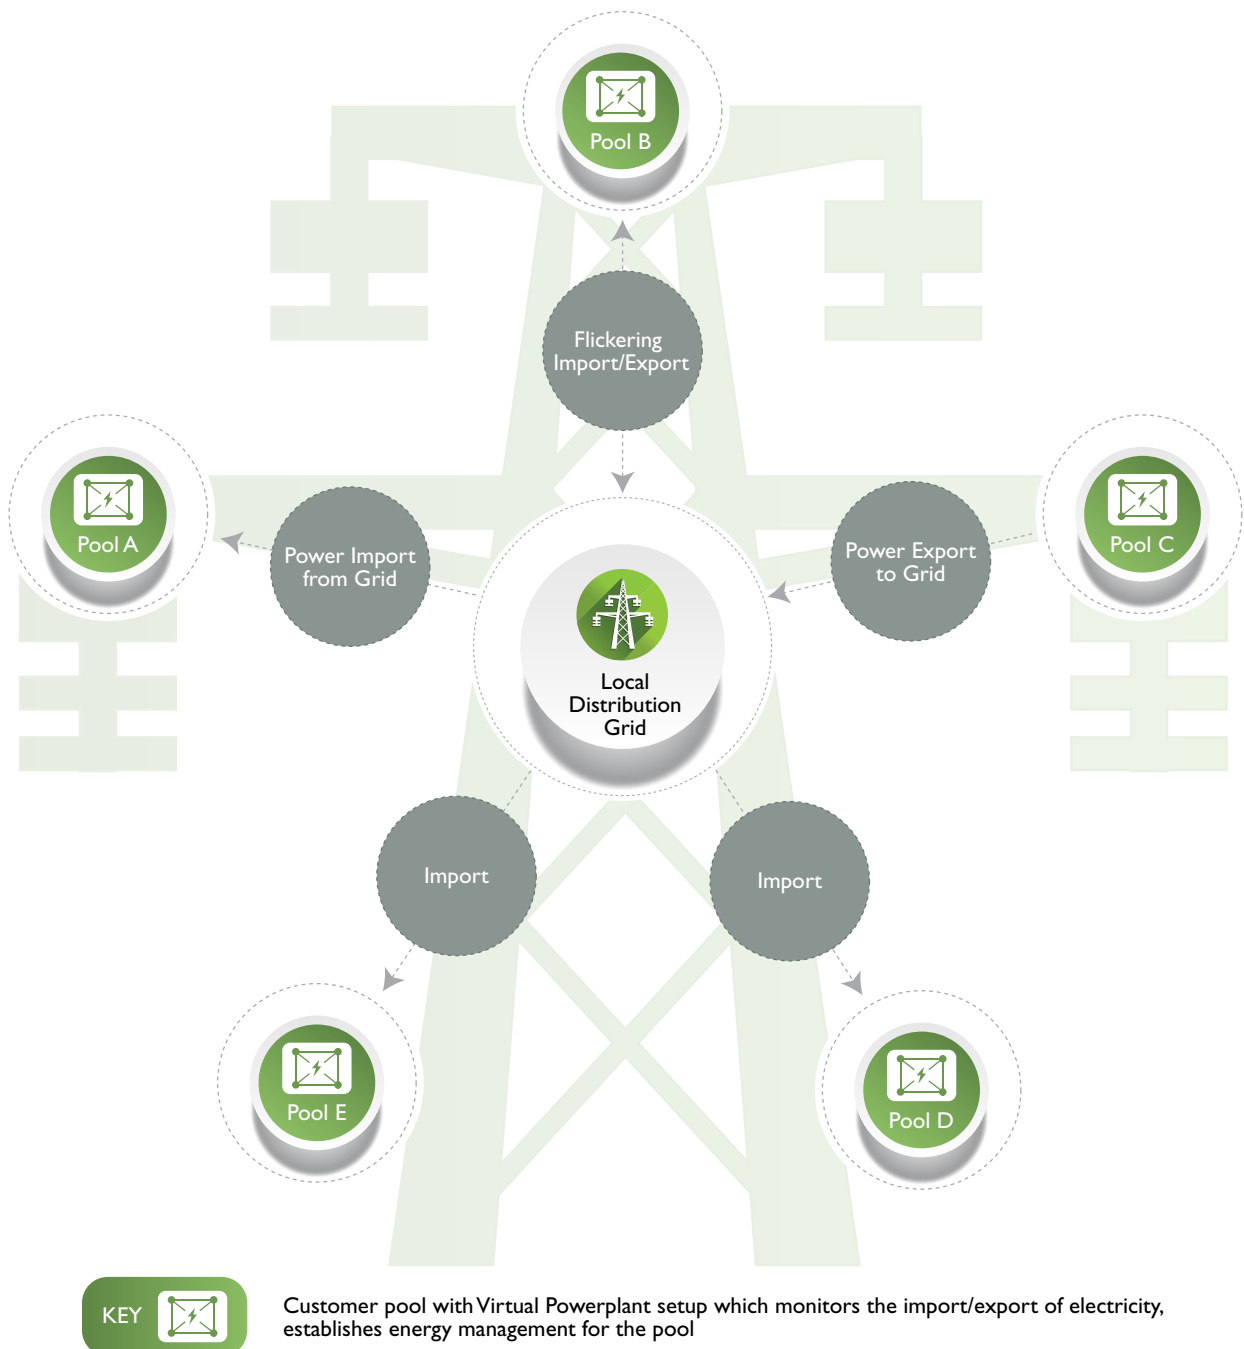 Pool B
Flickering
Import/Export
Pool A
Power Import
from Grid
Power Export
to Grid
Pool C
Local
Distribution
Grid
Import
Import
Pool E
Pool D
KEY
Customer pool with Virtual Powerplant setup which monitors the import/export of electricity,
establishes energy management for the pool